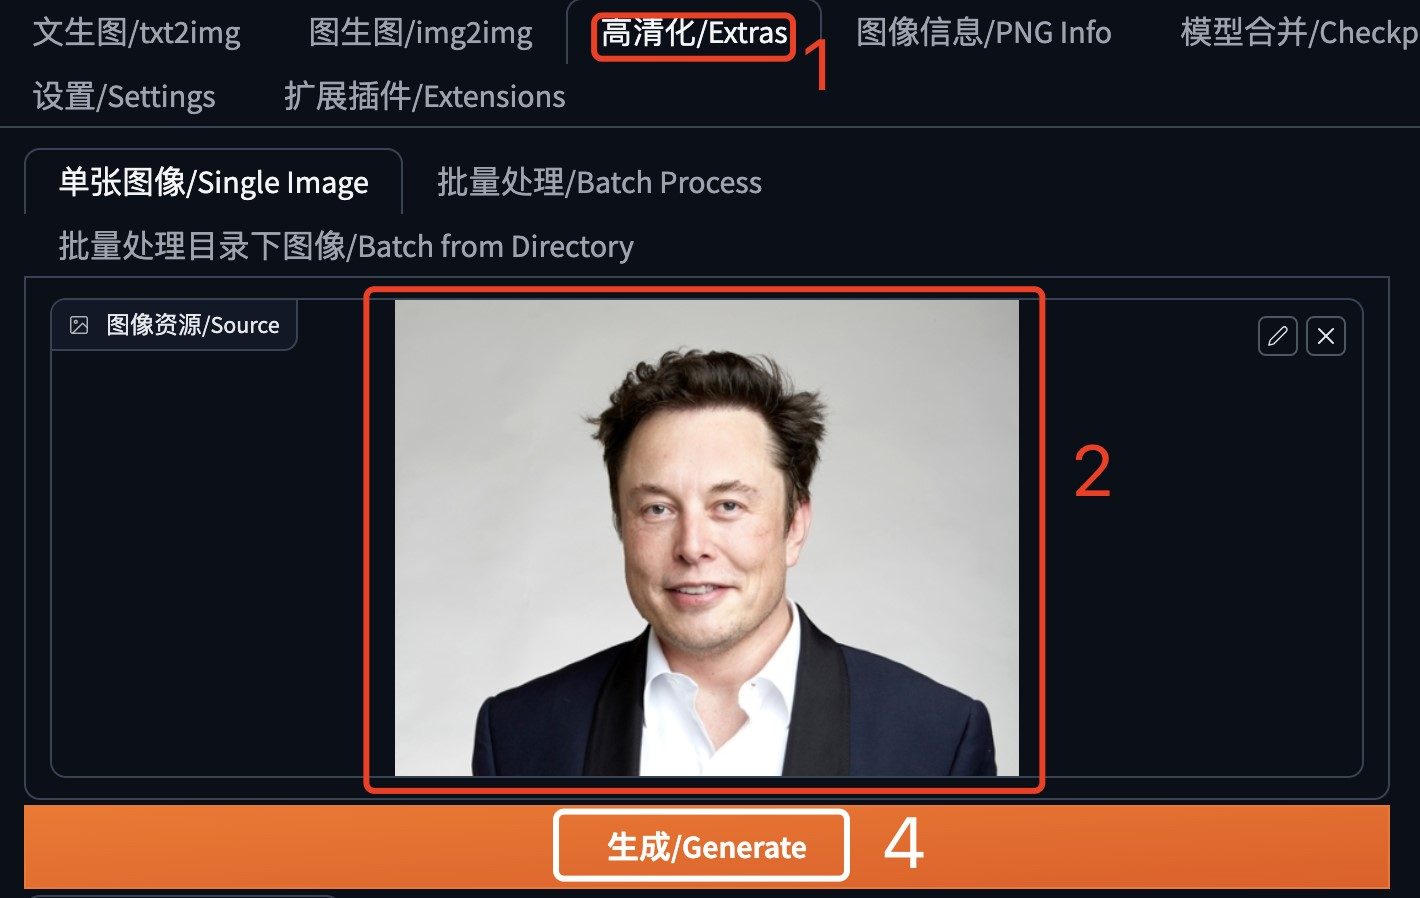 文生图/txt2img 图生图/img2img 高清化/Extras 图像信息/PNG Info 模型合并/Checkp
1
设置/Settings 扩展插件/Extensions
单张图像/Single Image 批量处理/Batch Process
批量处理目录下图像/Batch from Directory
图像资源/Source
2
生成/Generate 4